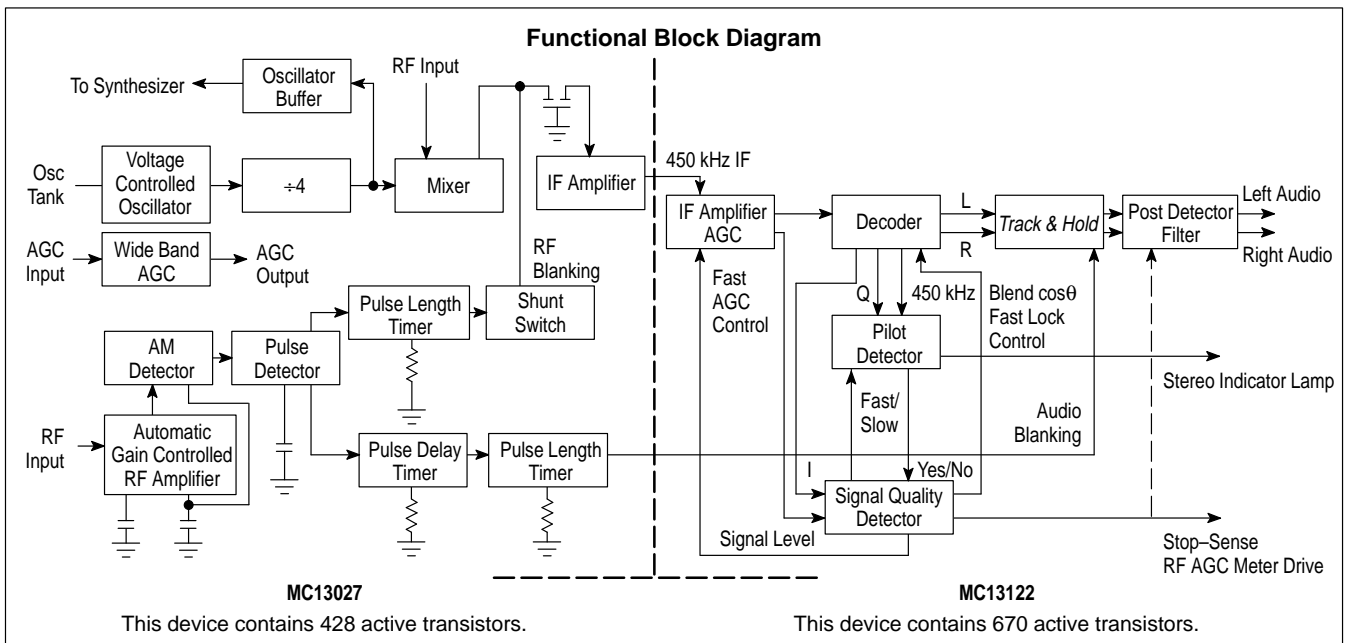 Functional Block Diagram
To Synthesizer
Oscillator
Buffer
RF Input
Osc
Tank
Voltage
Controlled
Oscillator
÷4
Mixer
IF Amplifier
450 kHz IF
AGC
Input
Wide Band
AGC
AGC
Output
RF
Blanking
Pulse Length
Timer
Shunt
Switch
AM
Detector
Pulse
Detector
RF
Input
Automatic
Gain Controlled
RF Amplifier
Pulse Delay
Timer
Pulse Length
Timer
IF Amplifier
AGC
Decoder
L
R
Track & Hold
Post Detector
Filter
Left Audio
Right Audio
Fast
AGC
Control
Q
450 kHz
Blend cosθ
Fast Lock
Control
Pilot
Detector
Stereo Indicator Lamp
Fast/
Slow
Audio
Blanking
I
Yes/No
Signal Quality
Detector
Signal Level
Stop–Sense
RF AGC Meter Drive
MC13027
This device contains 428 active transistors.
MC13122
This device contains 670 active transistors.